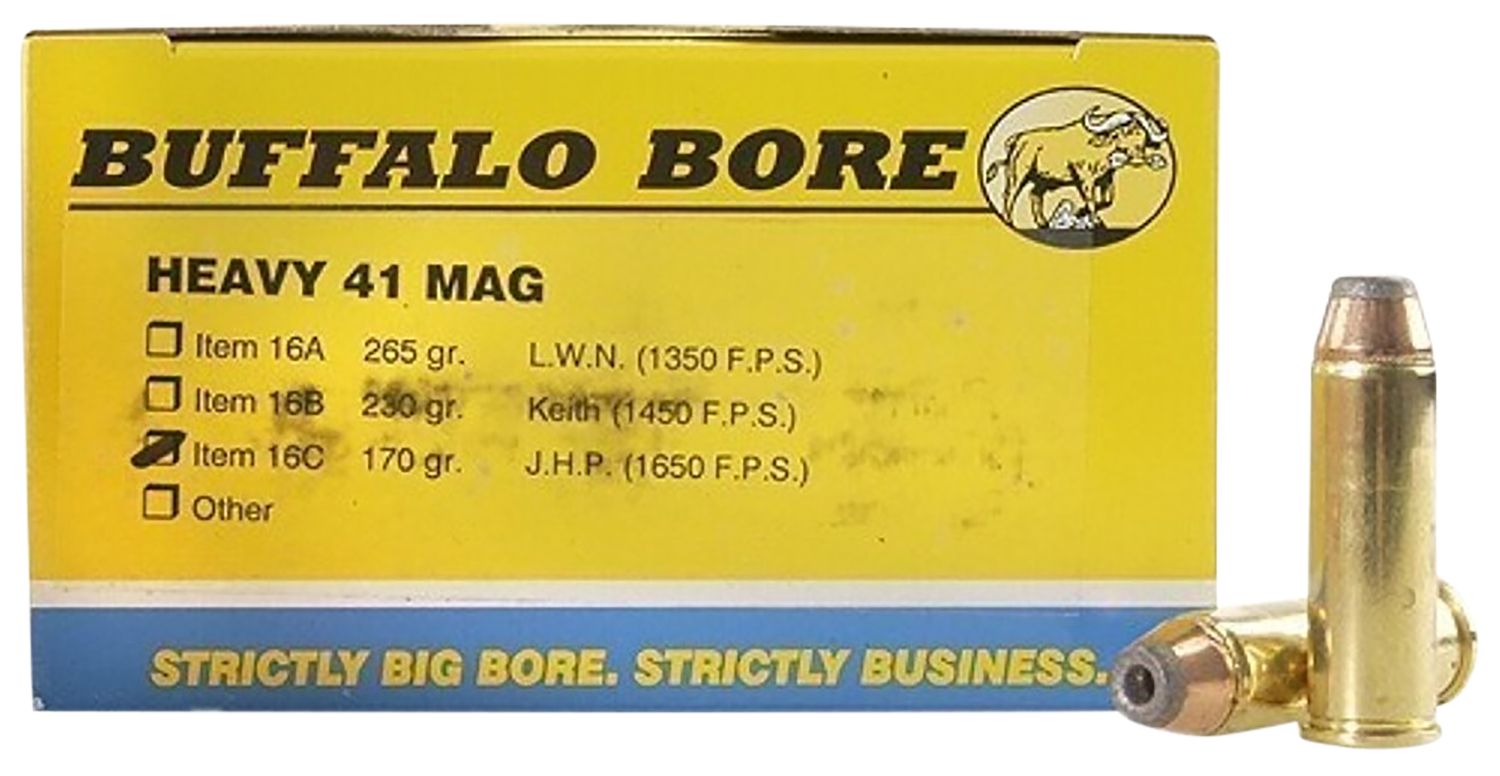 BUFFALO BORE
HEAVY 41 MAG
Item 16A 265 gr. L.W.N. (1350 F.P.S.)
Item 16B 230 gr. Keith (1450 F.P.S.)
Item 16C 170 gr. J.H.P. (1650 F.P.S.)
Other
STRICTLY BIG BORE. STRICTLY BUSINESS.